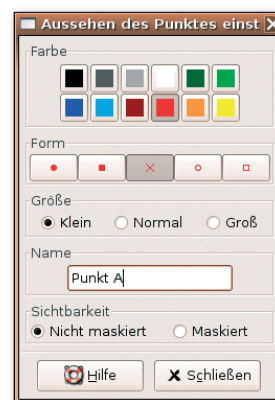 Aussehen des Punktes einst
Farbe
Form
Größe
Klein Normal Groß
Name
Punkt A
Sichtbarkeit
Nicht maskiert Maskiert
Hilfe Schließen